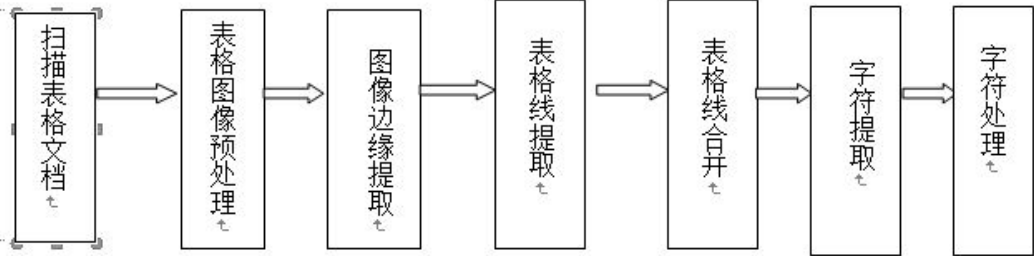 扫描表格文档
表格图像预处理
图像边缘提取
表格线提取
表格线合并
字符提取
字符处理